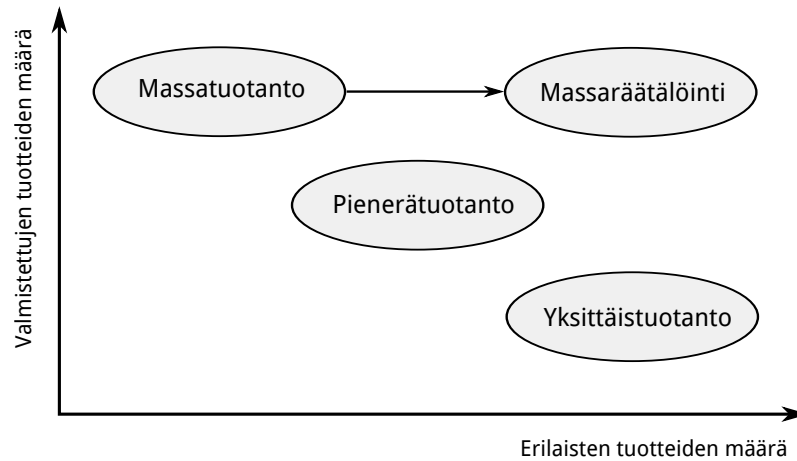 Valmistettujen tuotteiden määrä
Massatuotanto
Massaräätälöinti
Pienerätuotanto
Yksittäistuotanto
Erilaisten tuotteiden määrä